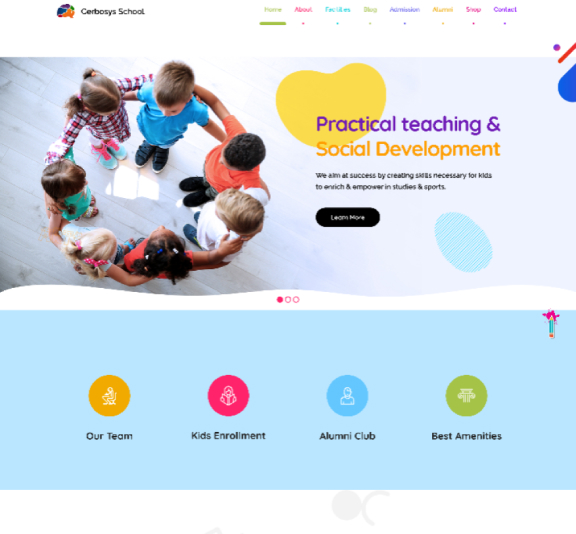 Cerbosys School
Home About Facilities Blog Admission Alumni Shop Contact
Practical teaching &
Social Development
We aim at success by creating skills necessary for kids
to enrich & empower in studies & sports.
Learn More
Our Team Kids Enrollment Alumni Club Best Amenities